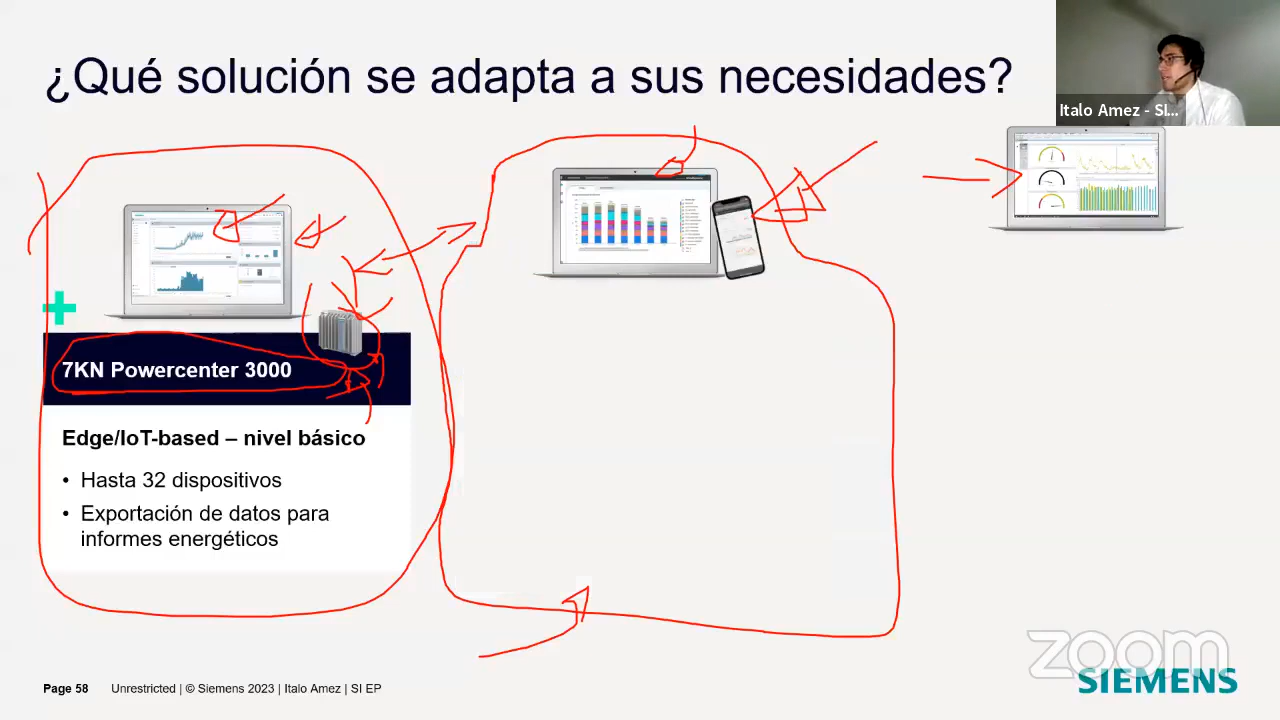 ¿Qué solución se adapta a sus necesidades?
Italo Amez - SI...
7KN Powercenter 3000
Edge/IoT-based – nivel básico
• Hasta 32 dispositivos
• Exportación de datos para
informes energéticos
zoom
SIEMENS
Page 58 Unrestricted | © Siemens 2023 | Italo Amez | SI EP